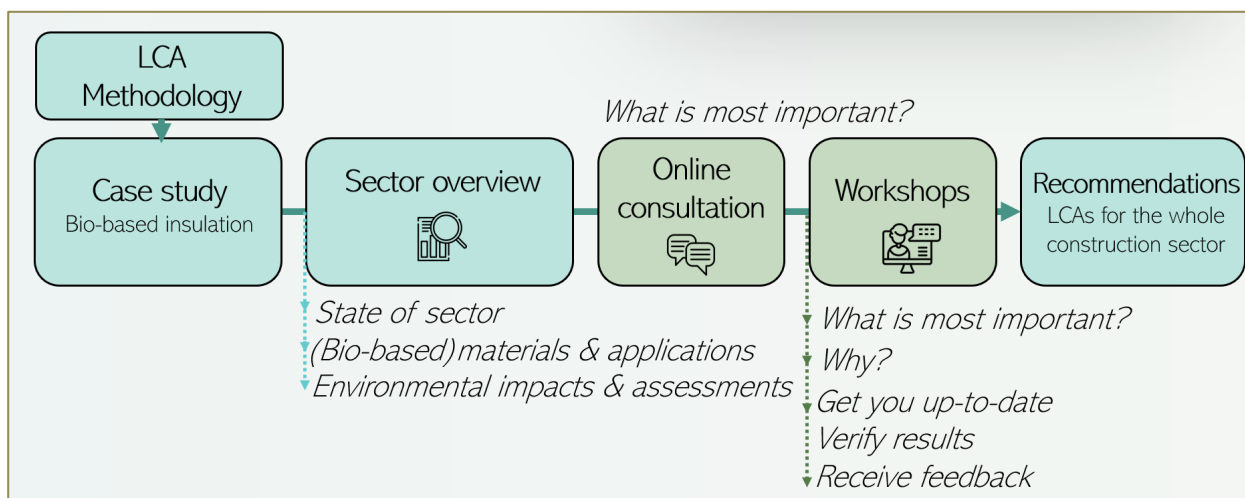 LCA
Methodology
What is most important?
Case study
Bio-based insulation
Sector overview
Online
consultation
Workshops
Recommendations
LCAs for the whole
construction sector
State of sector
(Bio-based) materials & applications
Environmental impacts & assessments
What is most important?
Why?
Get you up-to-date
Verify results
Receive feedback